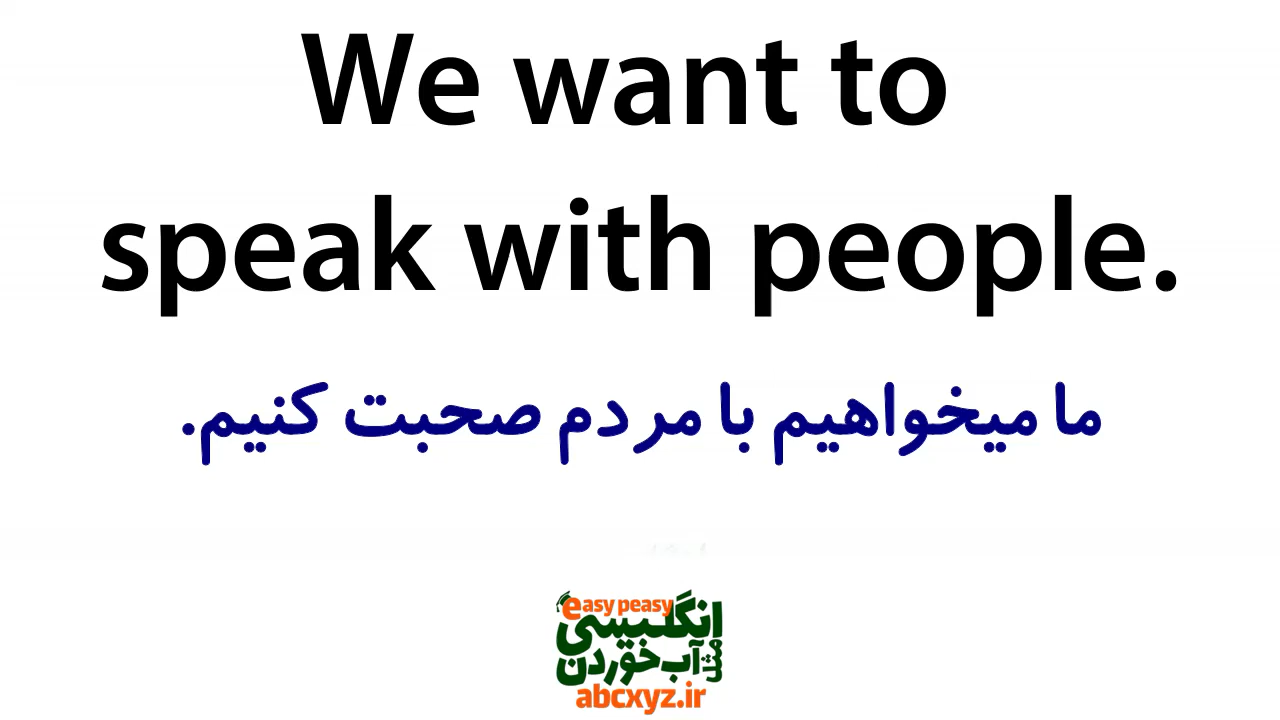 We want to
speak with people.
ما میخواهیم با مردم صحبت کنیم.
easy peasy
انگلیسی
مثل آب خوردن
abcxyz.ir